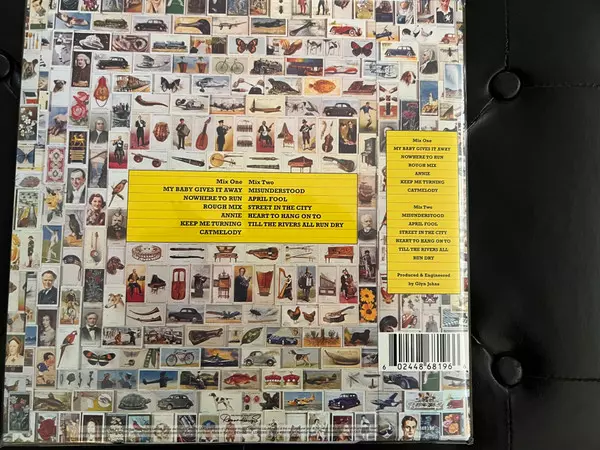 Mix One
MY BABY GIVES IT AWAY
NOWHERE TO RUN
ROUGH MIX
ANNIE
KEEP ME TURNING
CATMELODY
Mix Two
MISUNDERSTOOD
APRIL FOOL
STREET IN THE CITY
HEART TO HANG ON TO
TILL THE RIVERS ALL RUN DRY
Mix One
MY BABY GIVES IT AWAY
NOWHERE TO RUN
ROUGH MIX
ANNIE
KEEP ME TURNING
CATMELODY
Mix Two
MISUNDERSTOOD
APRIL FOOL
STREET IN THE CITY
HEART TO HANG ON TO
TILL THE RIVERS ALL
RUN DRY
Produced & Engineered
by Glyn Johns
6 02448 68196